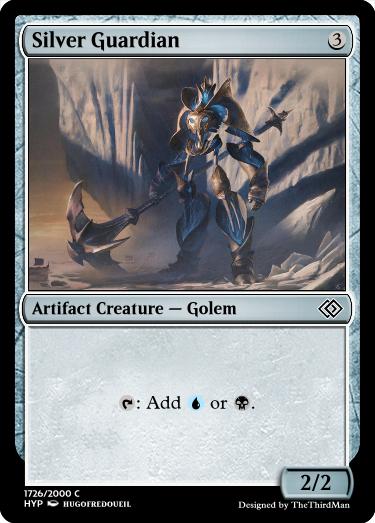 Silver Guardian 3
Artifact Creature — Golem
: Add or .
2/2
1726/2000 C
HYP HUGOFREDOUEIL
Designed by TheThirdMan